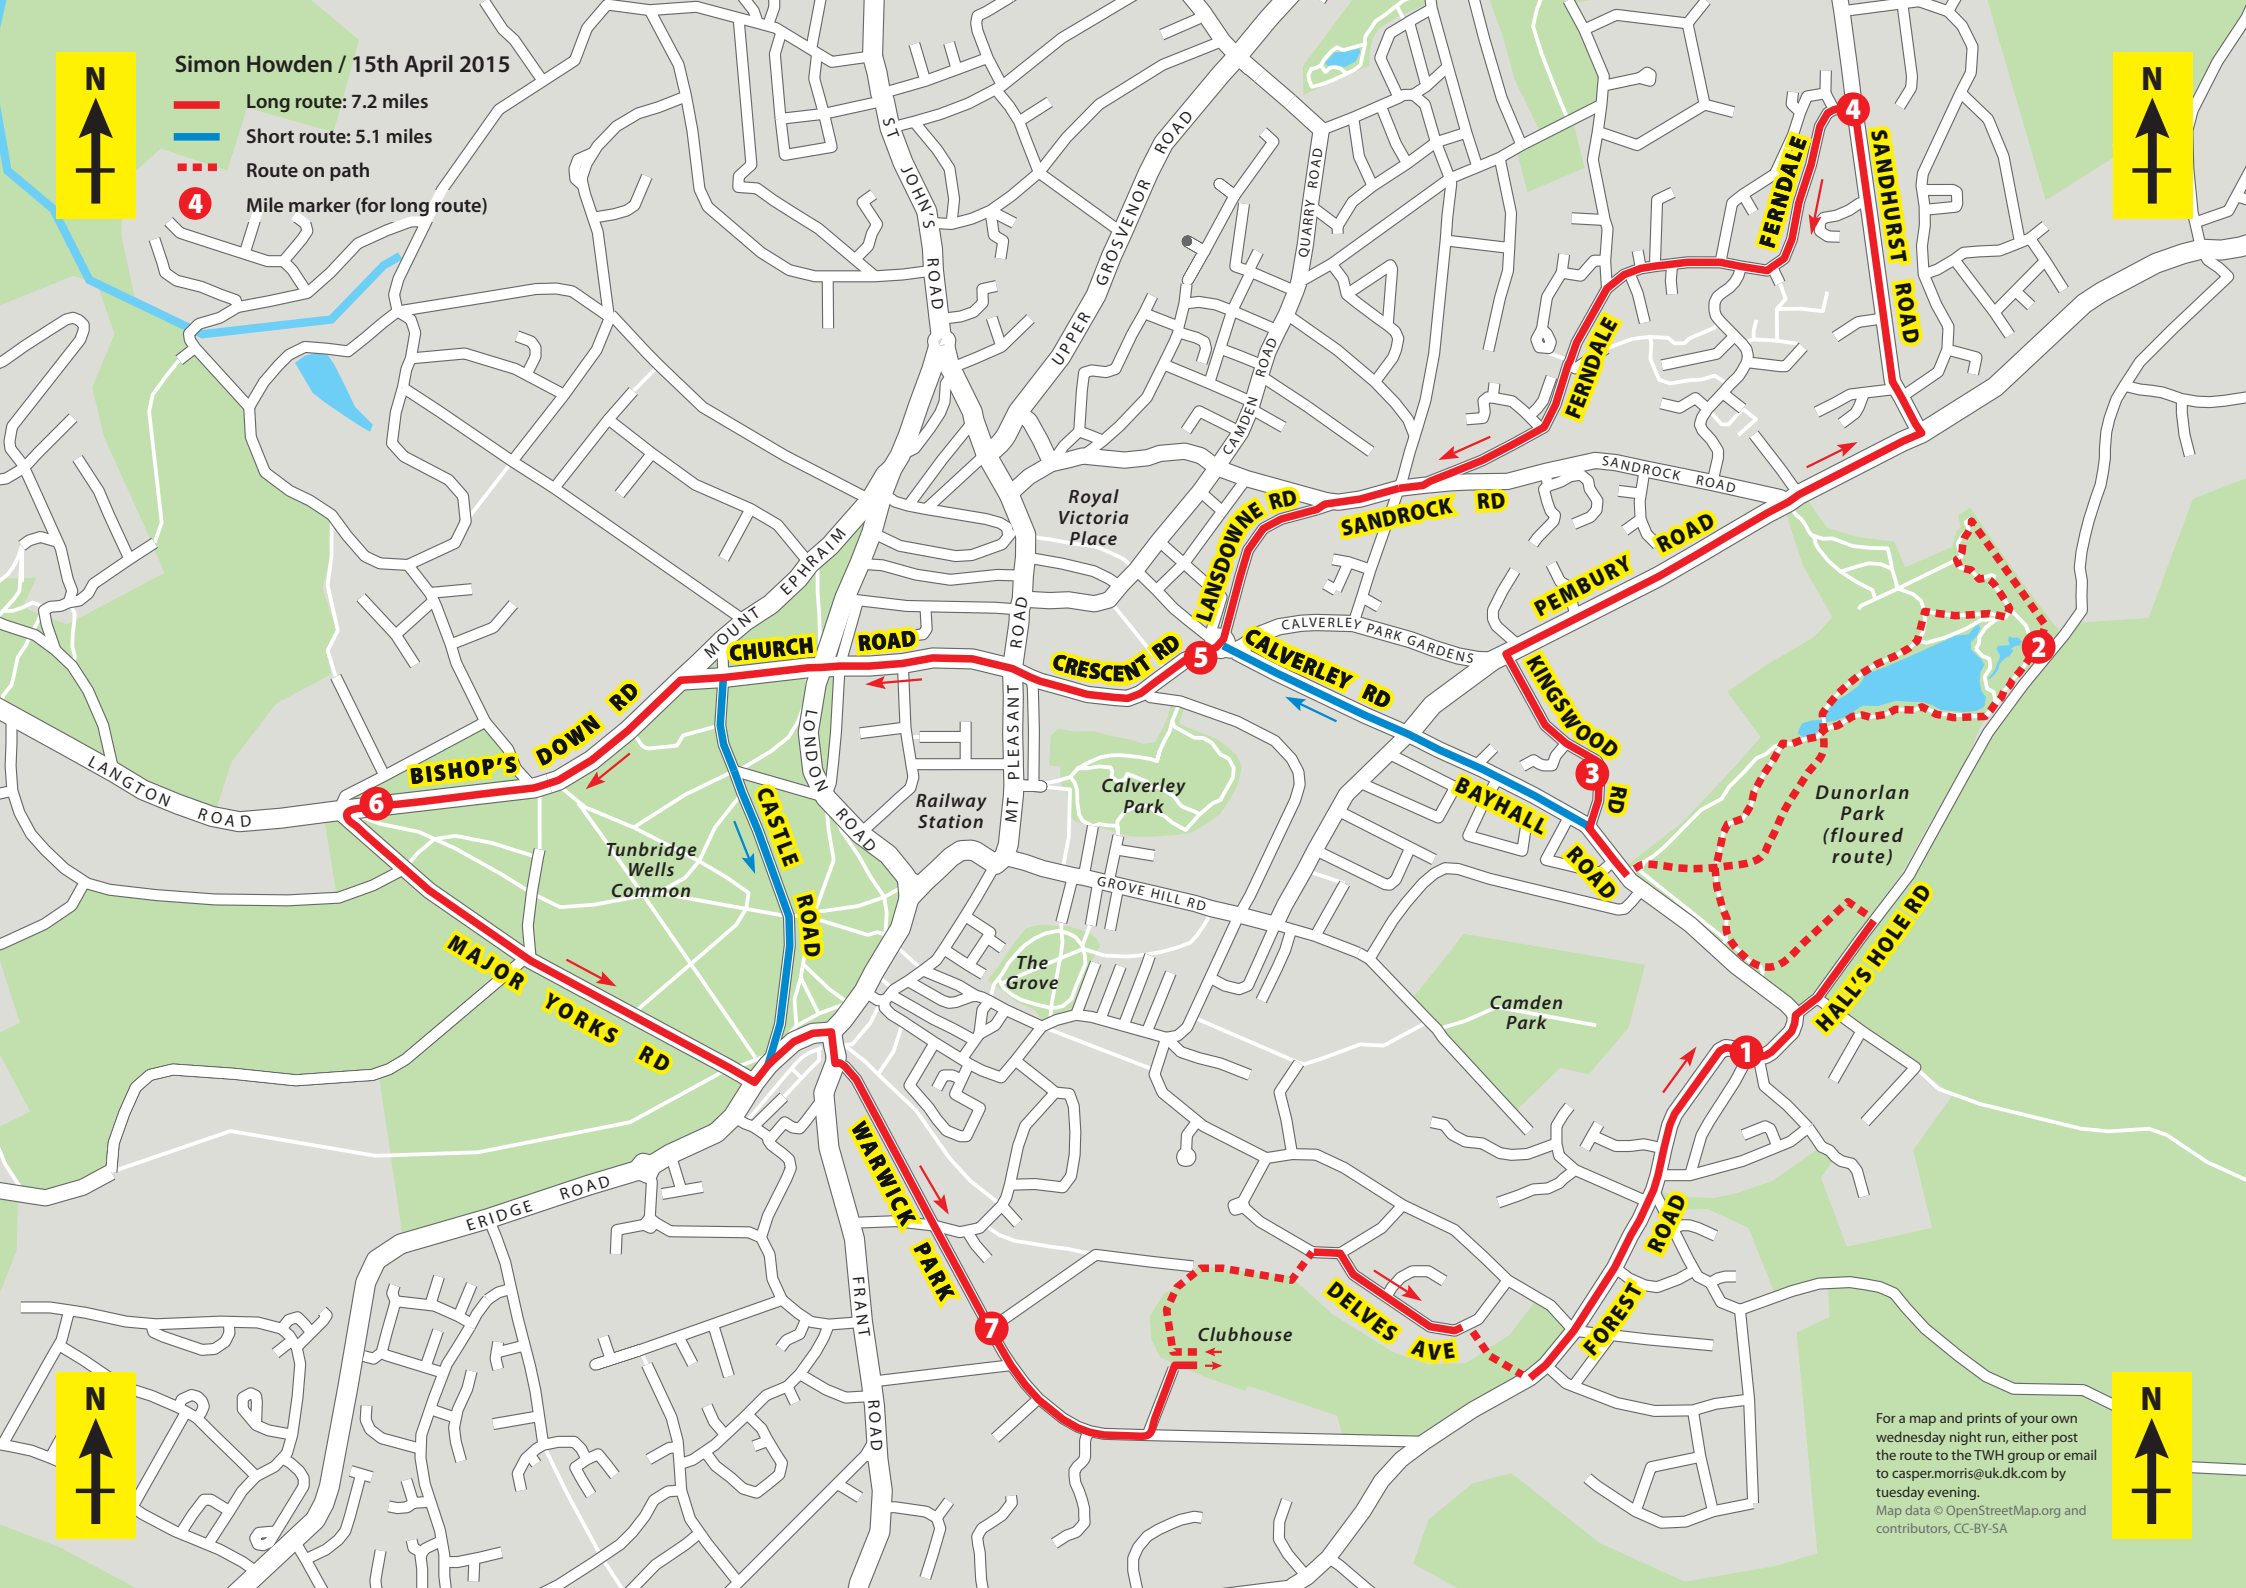 N
Simon Howden / 15th April 2015
Long route: 7.2 miles
Short route: 5.1 miles
Route on path
4
Mile marker (for long route)
N
4
FERNDALE
SANDHURST ROAD
ST JOHN'S ROAD
UPPER GROSVENOR ROAD
QUARRY ROAD
CAMDEN ROAD
FERNDALE
SANDROCK ROAD
SANDROCK RD
LANSDOWNE RD
Royal
Victoria
Place
PEMBURY ROAD
MOUNT EPHRAIM
CHURCH ROAD
CRESCENT RD
5
CALVERLEY RD
CALVERLEY PARK GARDENS
KINGSWOOD RD
2
3
BISHOP'S DOWN RD
6
LANGTON ROAD
LONDON ROAD
MT PLEASANT ROAD
Railway
Station
Calverley
Park
BAYHALL ROAD
Dunorlan
Park
(floured
route)
Tunbridge
Wells
Common
CASTLE ROAD
GROVE HILL RD
The
Grove
Camden
Park
HALL'S HOLE RD
MAJOR YORKS RD
1
WARWICK PARK
ERIDGE ROAD
FRANT ROAD
7
Clubhouse
DELVES AVE
FOREST ROAD
N
N
For a map and prints of your own
wednesday night run, either post
the route to the TWH group or email
to casper.morris@uk.dk.com by
tuesday evening.
Map data © OpenStreetMap.org and
contributors, CC-BY-SA